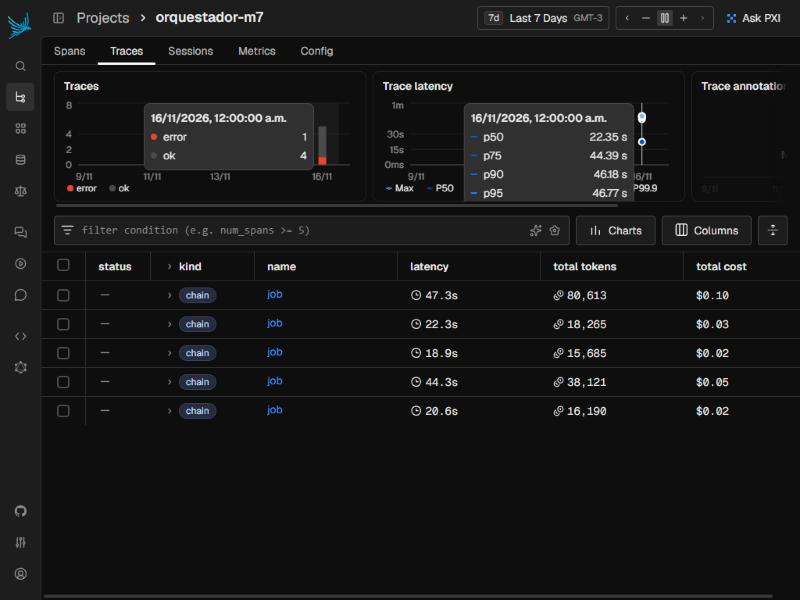 Projects > orquestador-m7
7d Last 7 Days GMT-3
Ask PXI
Spans Traces Sessions Metrics Config
Traces
8
4
2
0
9/11 11/11 13/11 16/11
error ok
16/11/2026, 12:00:00 a.m.
error 1
ok 4
Trace latency
1m
30s
15s
0ms
9/11 16/11
Max P50 P99.9
16/11/2026, 12:00:00 a.m.
p50 22.35 s
p75 44.39 s
p90 46.18 s
p95 46.77 s
Trace annotatio
9/11
filter condition (e.g. num_spans >= 5)
Charts
Columns
status kind name latency total tokens total cost
— chain job 47.3s 80,613 $0.10
— chain job 22.3s 18,265 $0.03
— chain job 18.9s 15,685 $0.02
— chain job 44.3s 38,121 $0.05
— chain job 20.6s 16,190 $0.02